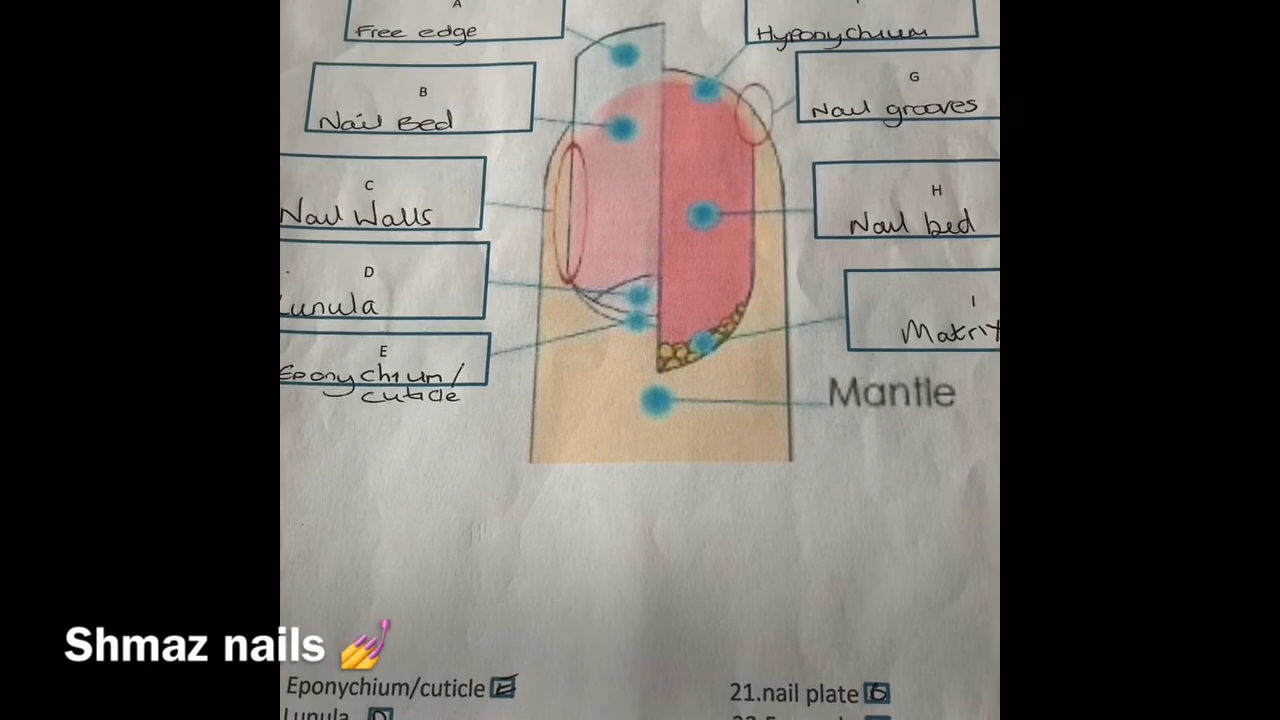 A
Free edge
Hyponychium
B
Nail Bed
G
Nail grooves
C
Nail Walls
H
Nail bed
D
Lunula
I
Matrix
E
Eponychium/
cuticle
Mantle
Shmaz nails 💅
Eponychium/cuticle E
21.nail plate B
Lunula D